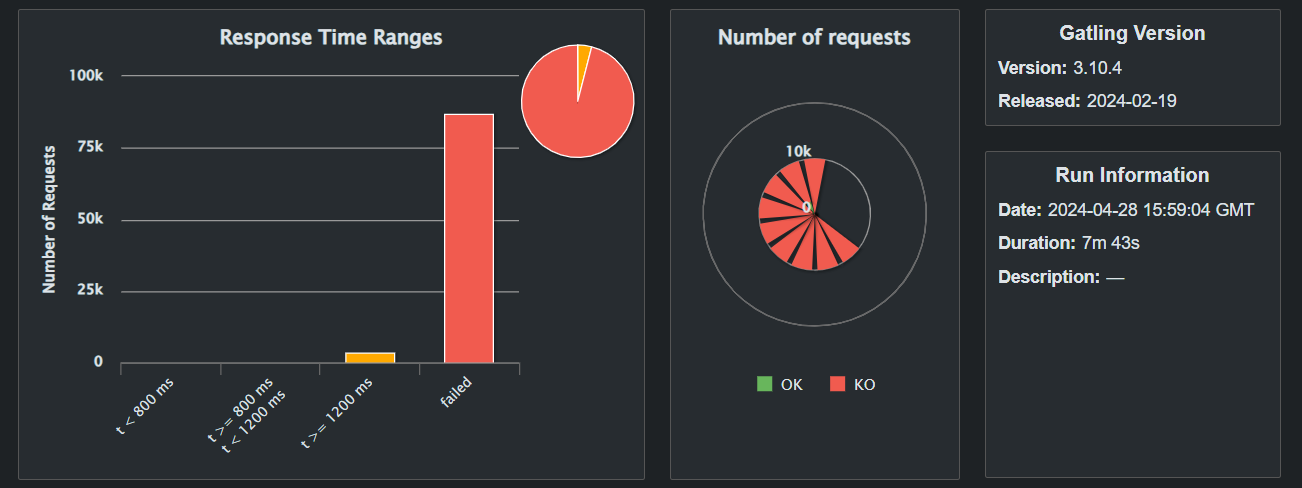 Response Time Ranges
100k
75k
50k
25k
0
Number of Requests
t < 800 ms
t >= 800 ms
t < 1200 ms
t >= 1200 ms
failed
Number of requests
10k
0
OK
KO
Gatling Version
Version: 3.10.4
Released: 2024-02-19
Run Information
Date: 2024-04-28 15:59:04 GMT
Duration: 7m 43s
Description: —